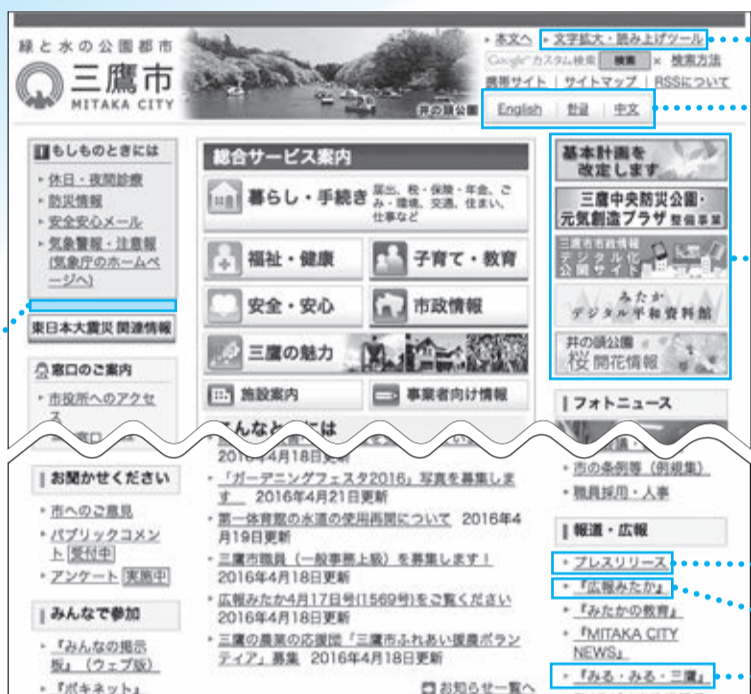 緑と水の公園都市
三鷹市
MITAKA CITY
井の頭公園
本文へ 文字拡大・読み上げツール
Google カスタム検索 検索 × 検索方法
携帯サイト | サイトマップ | RSSについて
English | 한글 | 中文
もしものときには
休日・夜間診療
防災情報
安全安心メール
気象警報・注意報
(気象庁のホームペ
ージへ)
東日本大震災 関連情報
窓口のご案内
市役所へのアクセ
ス
窓口
総合サービス案内
暮らし・手続き 届出、税・保険・年金、ご
み・環境、交通、住まい、
仕事など
福祉・健康
子育て・教育
安全・安心
市政情報
三鷹の魅力
施設案内
事業者向け情報
こんなときには
基本計画を
改定します
三鷹中央防災公園・
元気創造プラザ 整備事業
三鷹市市政情報
デジタル化
公開サイト
みたか
デジタル平和資料館
井の頭公園
桜 開花情報
フォトニュース
お聞かせください
市へのご意見
パブリックコメン
ト 受付中
アンケート 実施中
みんなで参加
『みんなの掲示
板』(ウェブ版)
『ポキネット』
2016年4月18日更新
「ガーデニングフェスタ2016」写真を募集しま
す 2016年4月21日更新
第一体育館の水道の使用再開について 2016年4
月19日更新
三鷹市職員(一般事務上級)を募集します!
2016年4月18日更新
広報みたか4月17日号(1569号)をご覧ください
2016年4月18日更新
三鷹の農業の応援団「三鷹市ふれあい援農ボラン
ティア」募集 2016年4月18日更新
お知らせ一覧へ
市の条例等(例規集)
職員採用・人事
報道・広報
プレスリリース
『広報みたか』
『みたかの教育』
『MITAKA CITY
NEWS』
『みる・みる・三鷹』